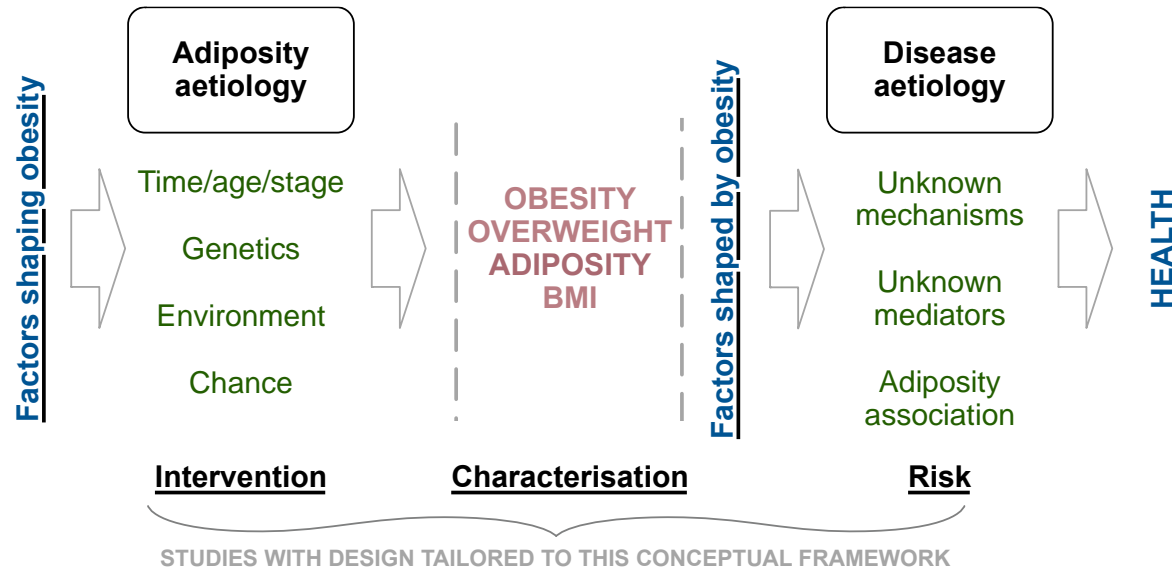 Factors shaping obesity
Adiposity
aetiology
Time/age/stage
Genetics
Environment
Chance
Intervention
OBESITY
OVERWEIGHT
ADIPOSITY
BMI
Characterisation
Factors shaped by obesity
Disease
aetiology
Unknown
mechanisms
Unknown
mediators
Adiposity
association
Risk
HEALTH
STUDIES WITH DESIGN TAILORED TO THIS CONCEPTUAL FRAMEWORK